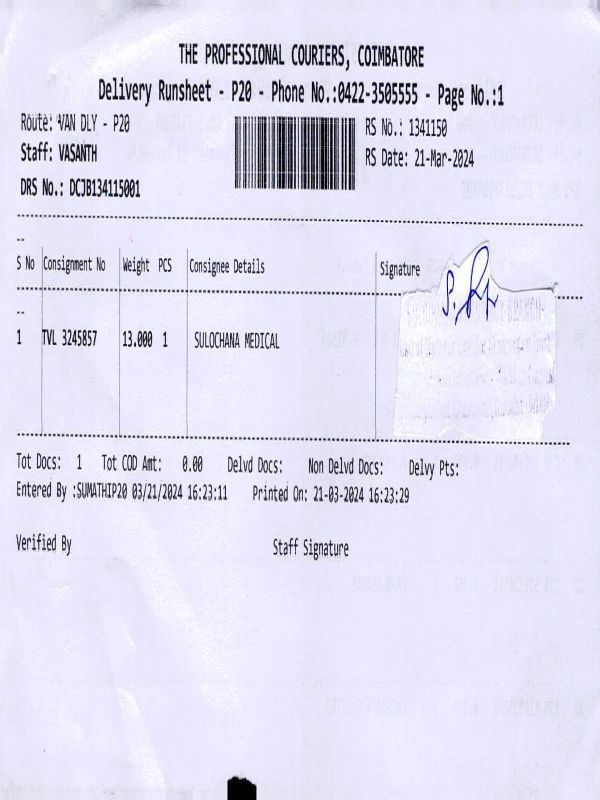 THE PROFESSIONAL COURIERS, COIMBATORE
Delivery Runsheet - P20 - Phone No.:0422-3505555 - Page No.:1
Route: VAN DLY - P20 RS No.: 1341150
Staff: VASANTH RS Date: 21-Mar-2024
DRS No.: DCJB134115001
S No Consignment No Weight PCS Consignee Details Signature
1 TVL 3245857 13.000 1 SULOCHANA MEDICAL
Tot Docs: 1 Tot COD Amt: 0.00 Delvd Docs: Non Delvd Docs: Delvy Pts:
Entered By :SUMATHIP20 03/21/2024 16:23:11 Printed On: 21-03-2024 16:23:29
Verified By Staff Signature